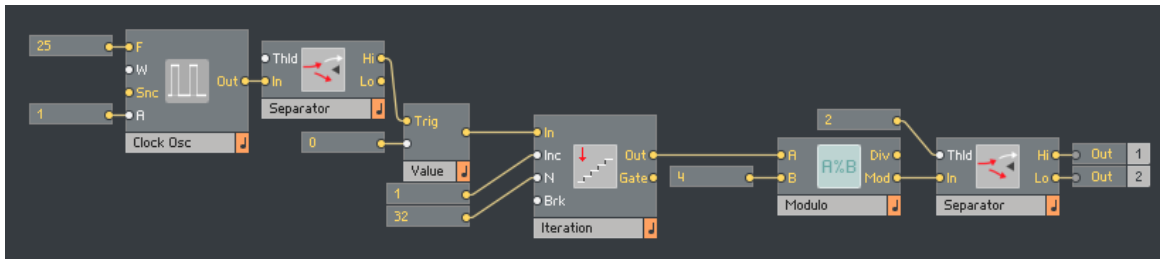 25
F
W
Snc
1
A
Out
Clock Osc
Thld
Hi
In
Lo
Separator
0
Trig
Value
1
32
In
Inc
N
Brk
Out
Gate
Iteration
4
2
A
B
A%B
Div
Mod
Modulo
Thld
Hi
In
Lo
Separator
Out 1
Out 2